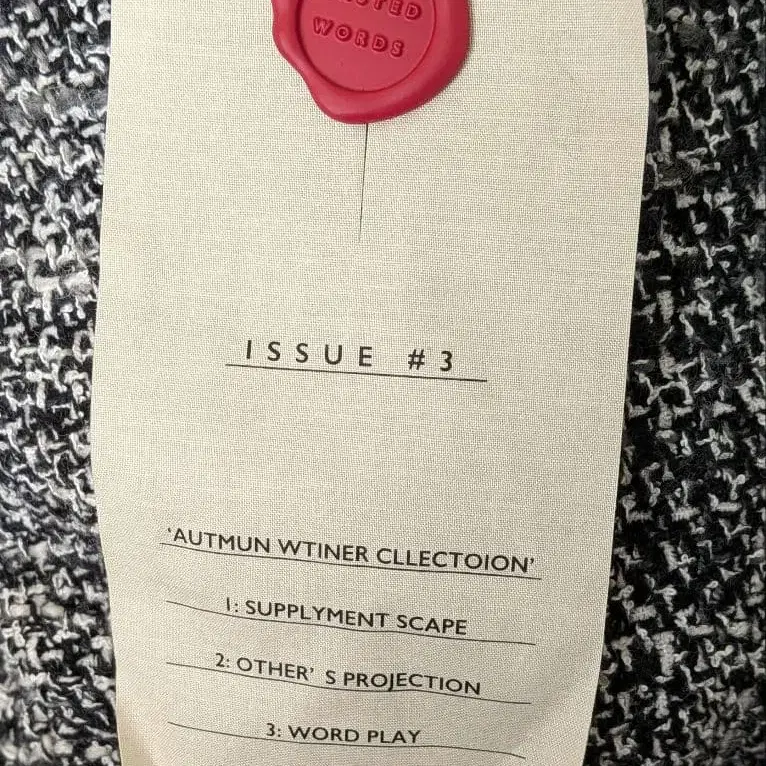 WORDS
ISSUE #3
'AUTMUN WTINER CLLECTOION'
1: SUPPLYMENT SCAPE
2: OTHER' S PROJECTION
3: WORD PLAY